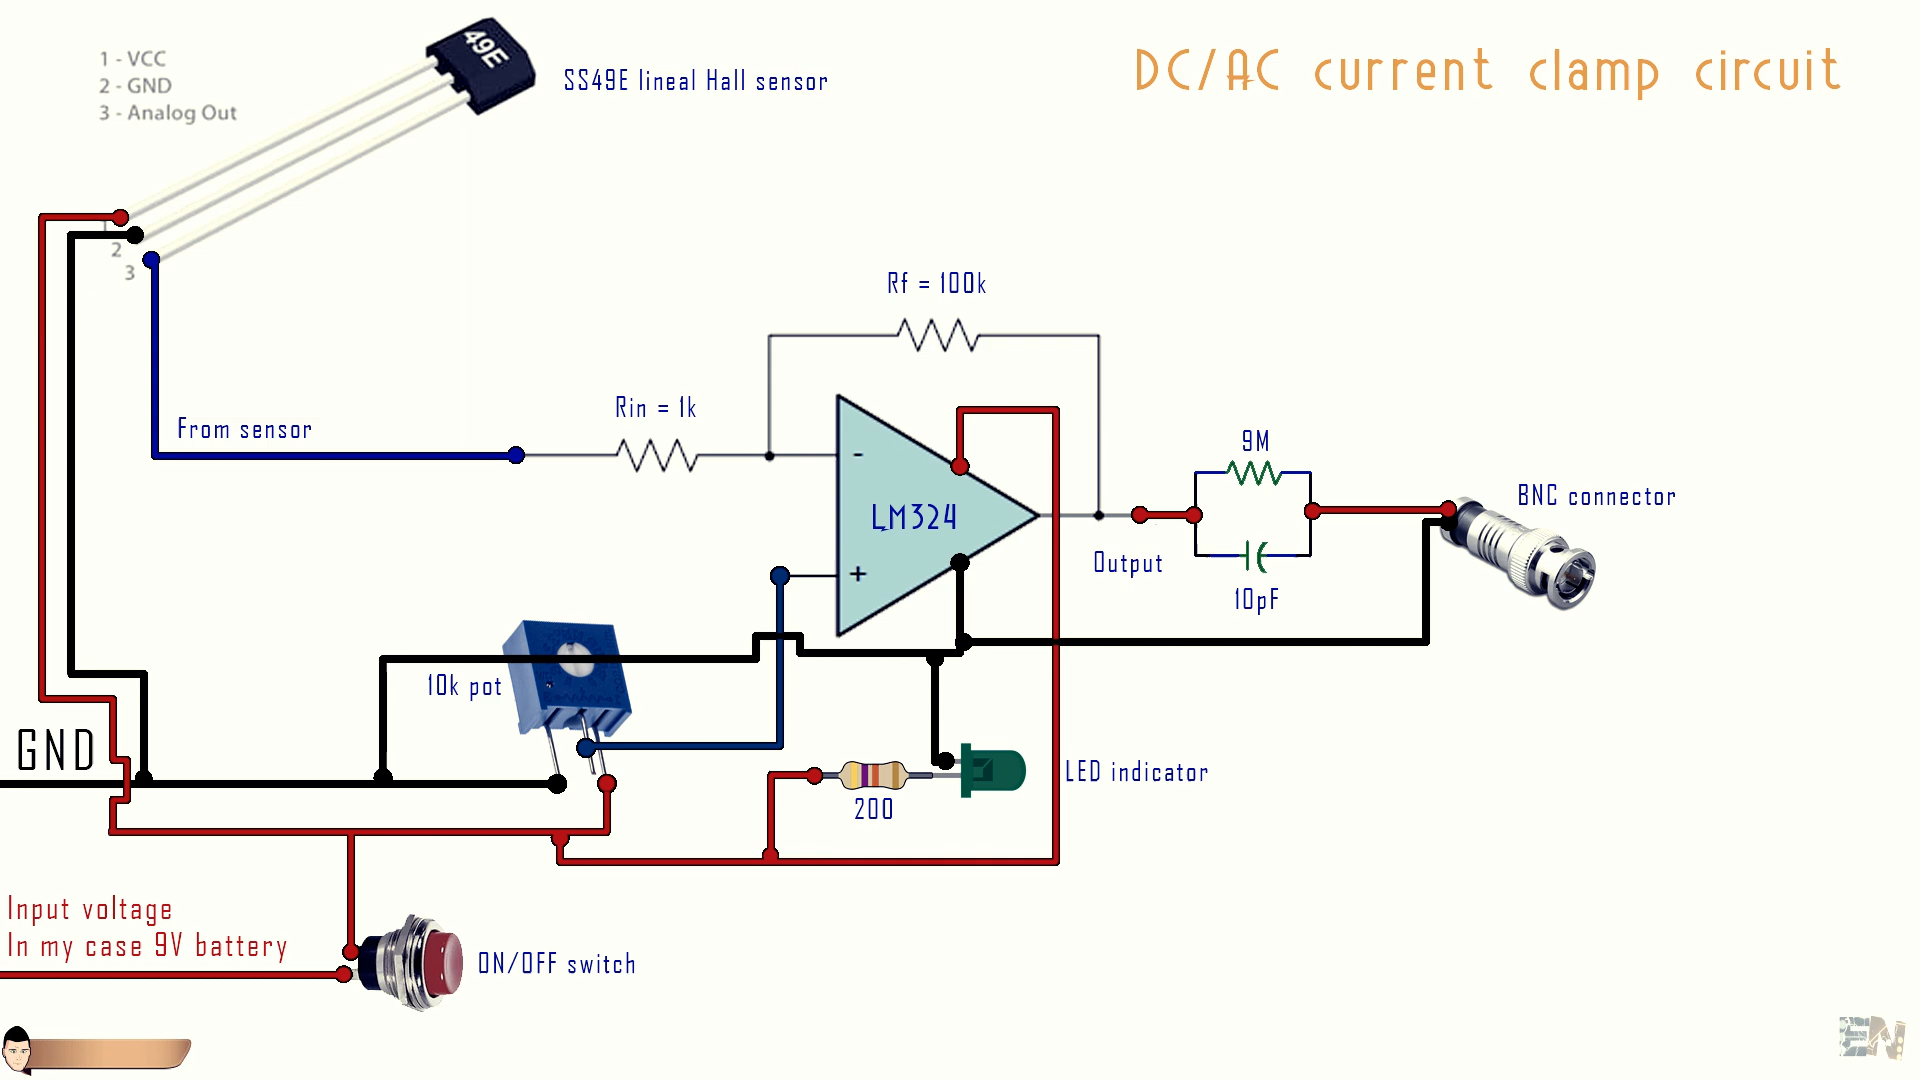 DC/AC current clamp circuit
49E
1 - VCC
2 - GND
3 - Analog Out
SS49E lineal Hall sensor
1
2
3
Rf = 100k
Rin = 1k
From sensor
-
LM324
+
9M
BNC connector
Output
10pF
10k pot
GND
LED indicator
200
Input voltage
In my case 9V battery
ON/OFF switch
EN